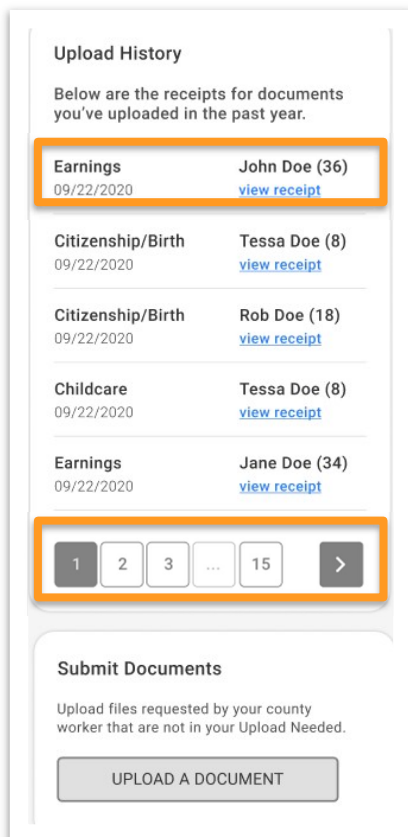 Upload History
Below are the receipts for documents
you've uploaded in the past year.
Earnings John Doe (36)
09/22/2020 view receipt
Citizenship/Birth Tessa Doe (8)
09/22/2020 view receipt
Citizenship/Birth Rob Doe (18)
09/22/2020 view receipt
Childcare Tessa Doe (8)
09/22/2020 view receipt
Earnings Jane Doe (34)
09/22/2020 view receipt
1 2 3 ... 15 >
Submit Documents
Upload files requested by your county
worker that are not in your Upload Needed.
UPLOAD A DOCUMENT